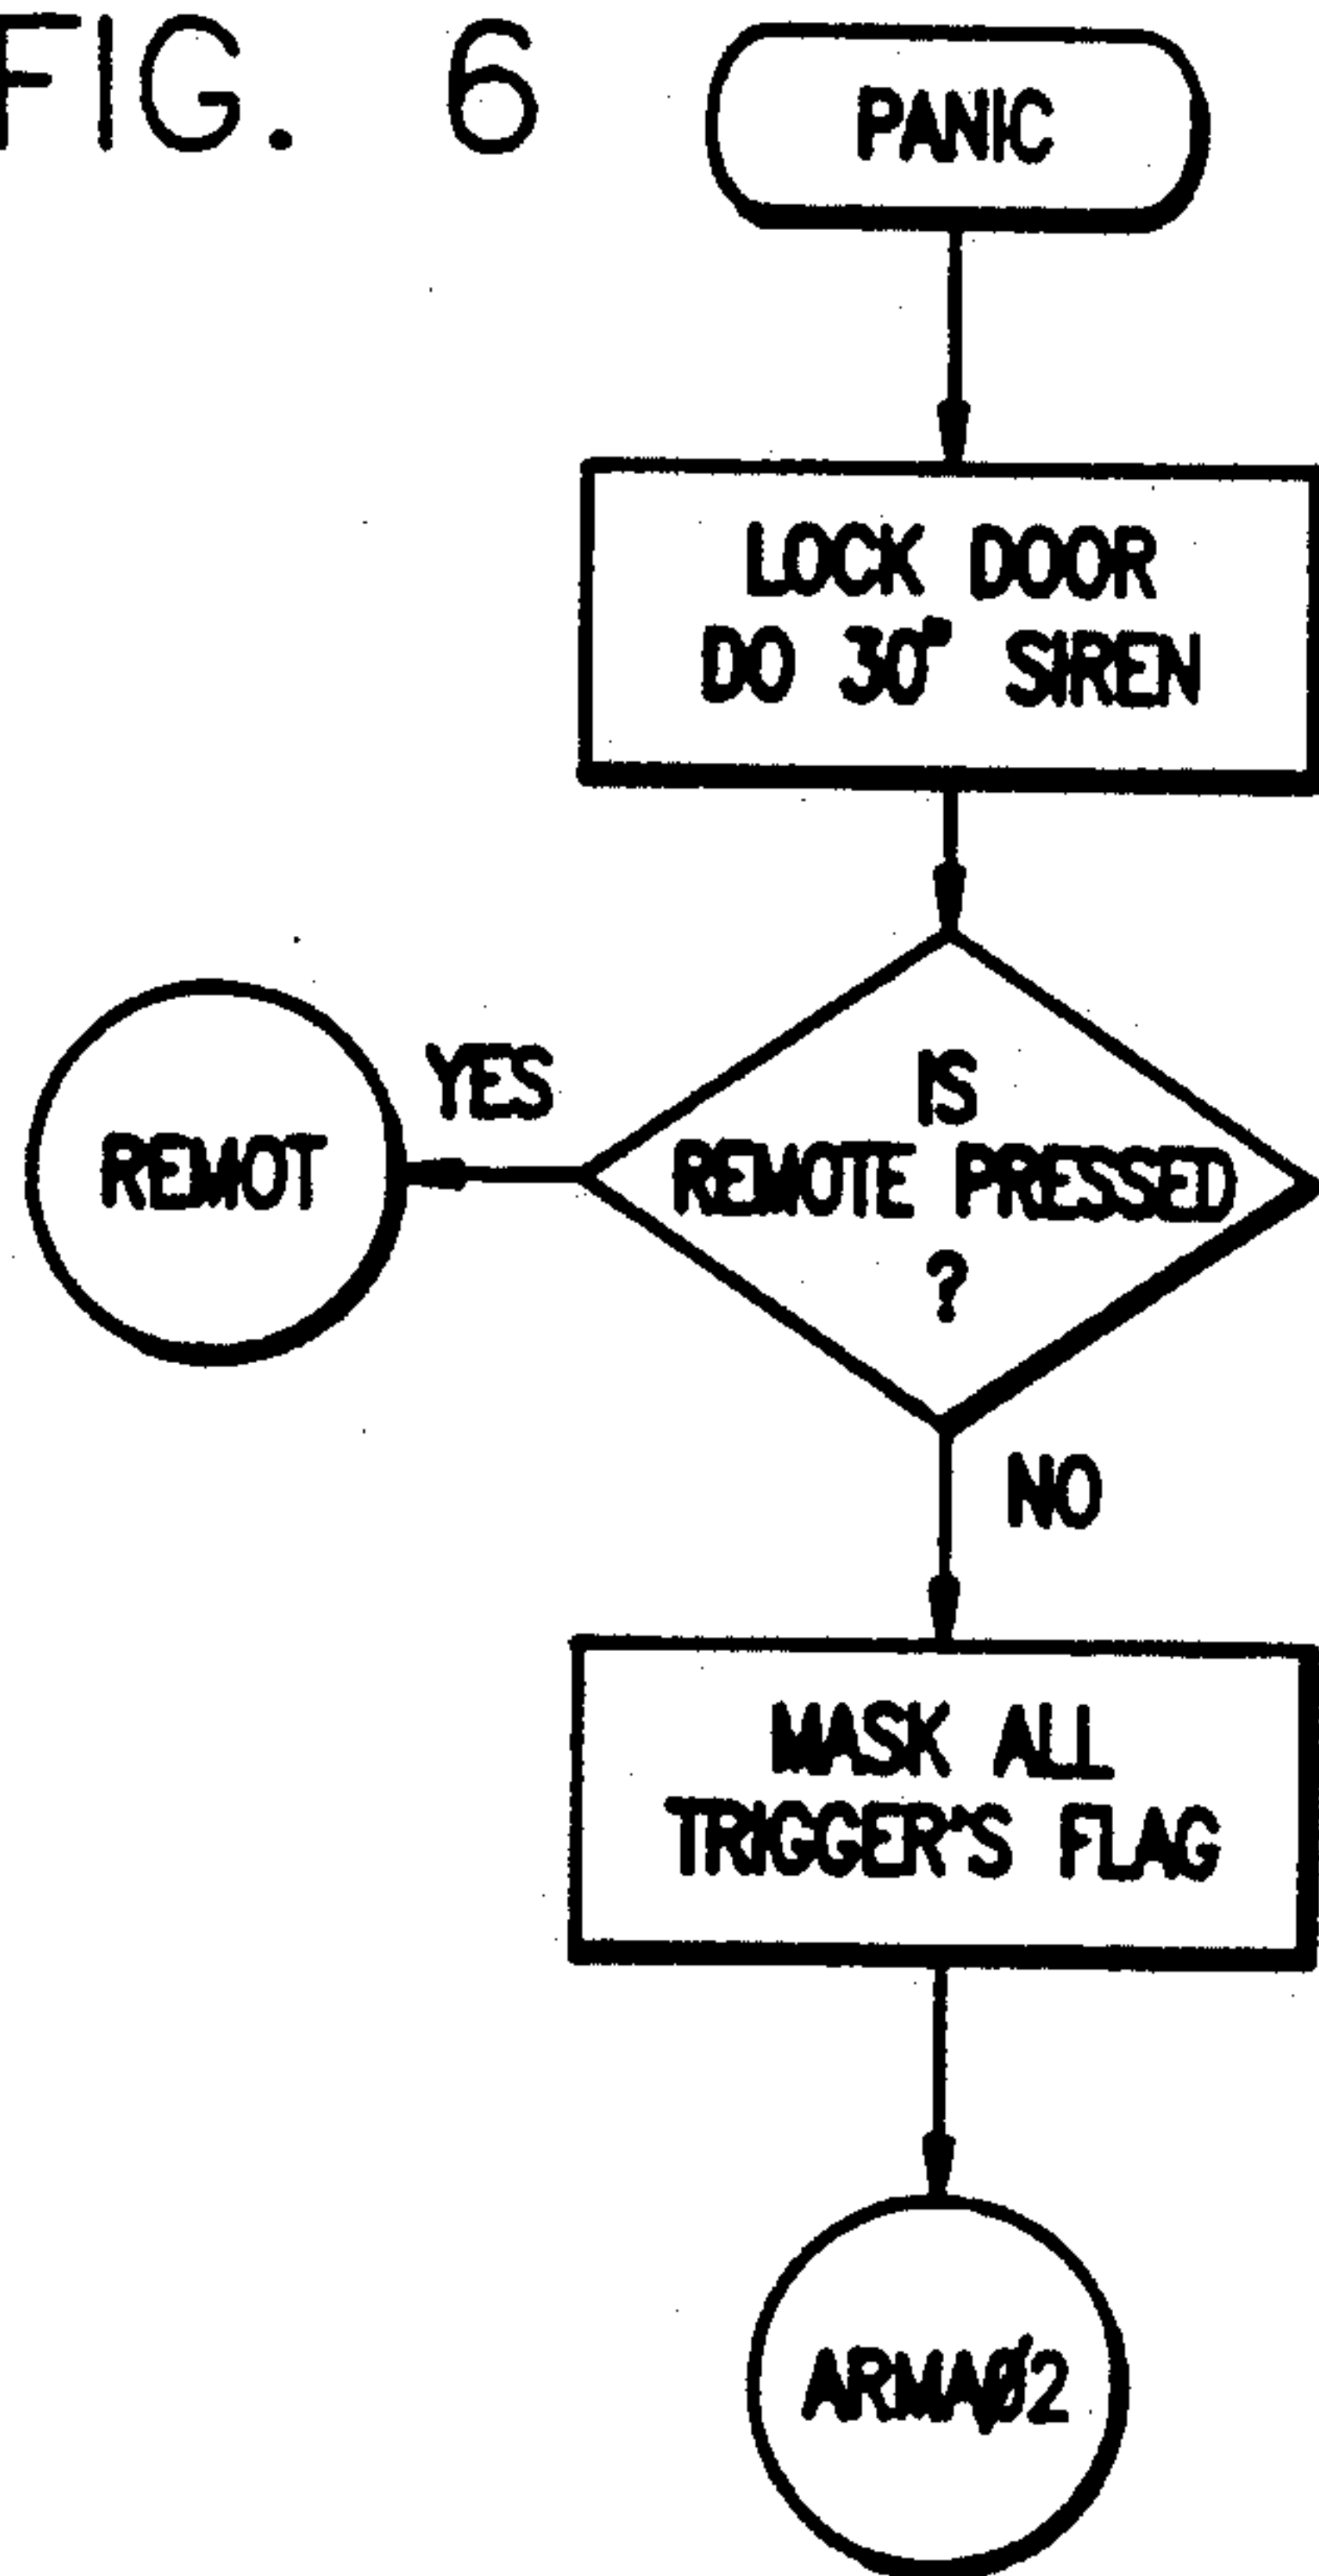 FIG. 6
PANIC
LOCK DOOR
DO 30" SIREN
IS
REMOTE PRESSED
?
YES
REMOT
NO
MASK ALL
TRIGGER'S FLAG
ARMAØ2